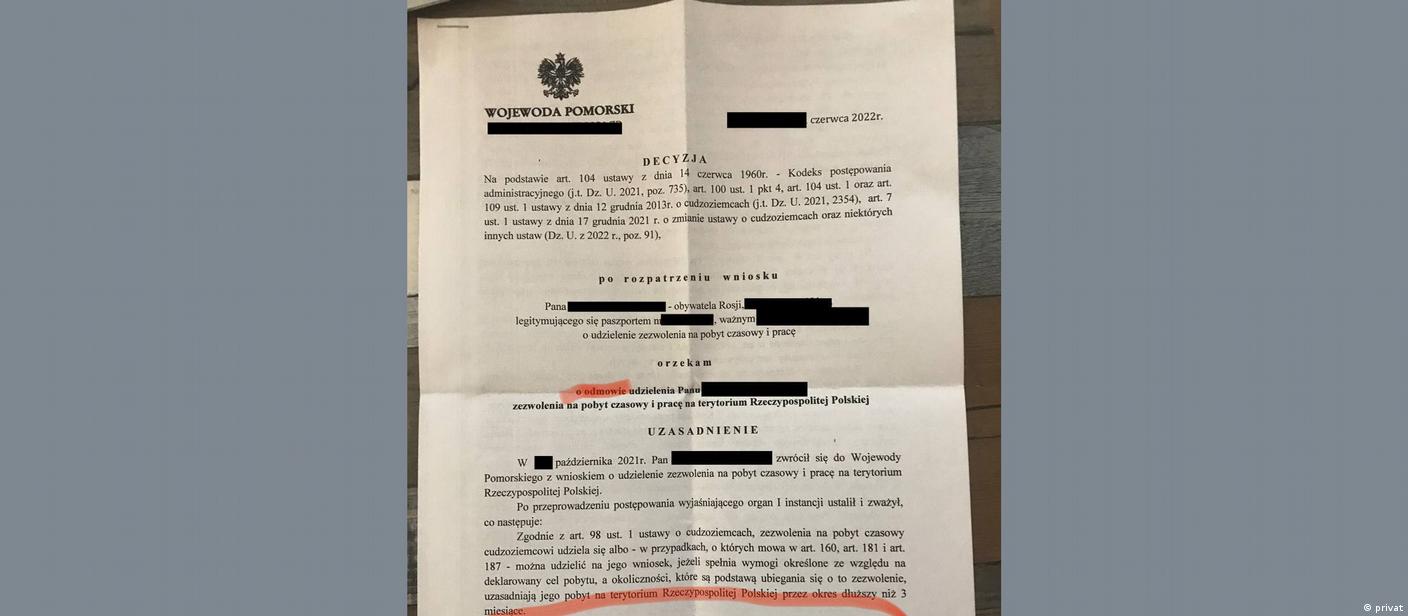 WOJEWODA POMORSKI
czerwca 2022r.
DECYZJA
Na podstawie art. 104 ustawy z dnia 14 czerwca 1960r. - Kodeks postępowania
administracyjnego (j.t. Dz. U. 2021, poz. 735), art. 100 ust. 1 pkt 4, art. 104 ust. 1 oraz art.
109 ust. 1 ustawy z dnia 12 grudnia 2013r. o cudzoziemcach (j.t. Dz. U. 2021, 2354), art. 7
ust. 1 ustawy z dnia 17 grudnia 2021 r. o zmianie ustawy o cudzoziemcach oraz niektórych
innych ustaw (Dz. U. z 2022 r., poz. 91),
po rozpatrzeniu wniosku
Pana - obywatela Rosji,
legitymującego się paszportem , ważnym
o udzielenie zezwolenia na pobyt czasowy i pracę
orzekam
o odmowie udzielenia Panu
zezwolenia na pobyt czasowy i pracę na terytorium Rzeczypospolitej Polskiej
UZASADNIENIE
W października 2021r. Pan zwrócił się do Wojewody
Pomorskiego z wnioskiem o udzielenie zezwolenia na pobyt czasowy i pracę na terytorium
Rzeczypospolitej Polskiej.
Po przeprowadzeniu postępowania wyjaśniającego organ I instancji ustalił i zważył,
co następuje:
Zgodnie z art. 98 ust. 1 ustawy o cudzoziemcach, zezwolenia na pobyt czasowy
cudzoziemcowi udziela się albo - w przypadkach, o których mowa w art. 160, art. 181 i art.
187 - można udzielić na jego wniosek, jeżeli spełnia wymogi określone ze względu na
deklarowany cel pobytu, a okoliczności, które są podstawą ubiegania się o to zezwolenie,
uzasadniają jego pobyt na terytorium Rzeczypospolitej Polskiej przez okres dłuższy niż 3
miesiące.
© privat